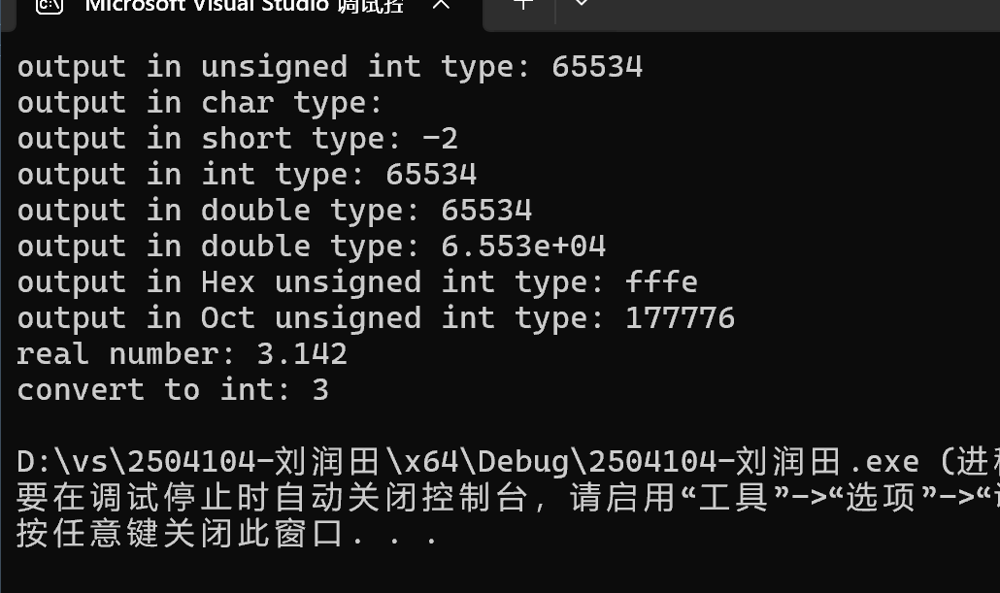 Microsoft Visual Studio 调试控
output in unsigned int type: 65534
output in char type:
output in short type: -2
output in int type: 65534
output in double type: 65534
output in double type: 6.553e+04
output in Hex unsigned int type: fffe
output in Oct unsigned int type: 177776
real number: 3.142
convert to int: 3
D:\vs\2504104-刘润田\x64\Debug\2504104-刘润田.exe (进
要在调试停止时自动关闭控制台, 请启用“工具”->“选项”->“
按任意键关闭此窗口. . .